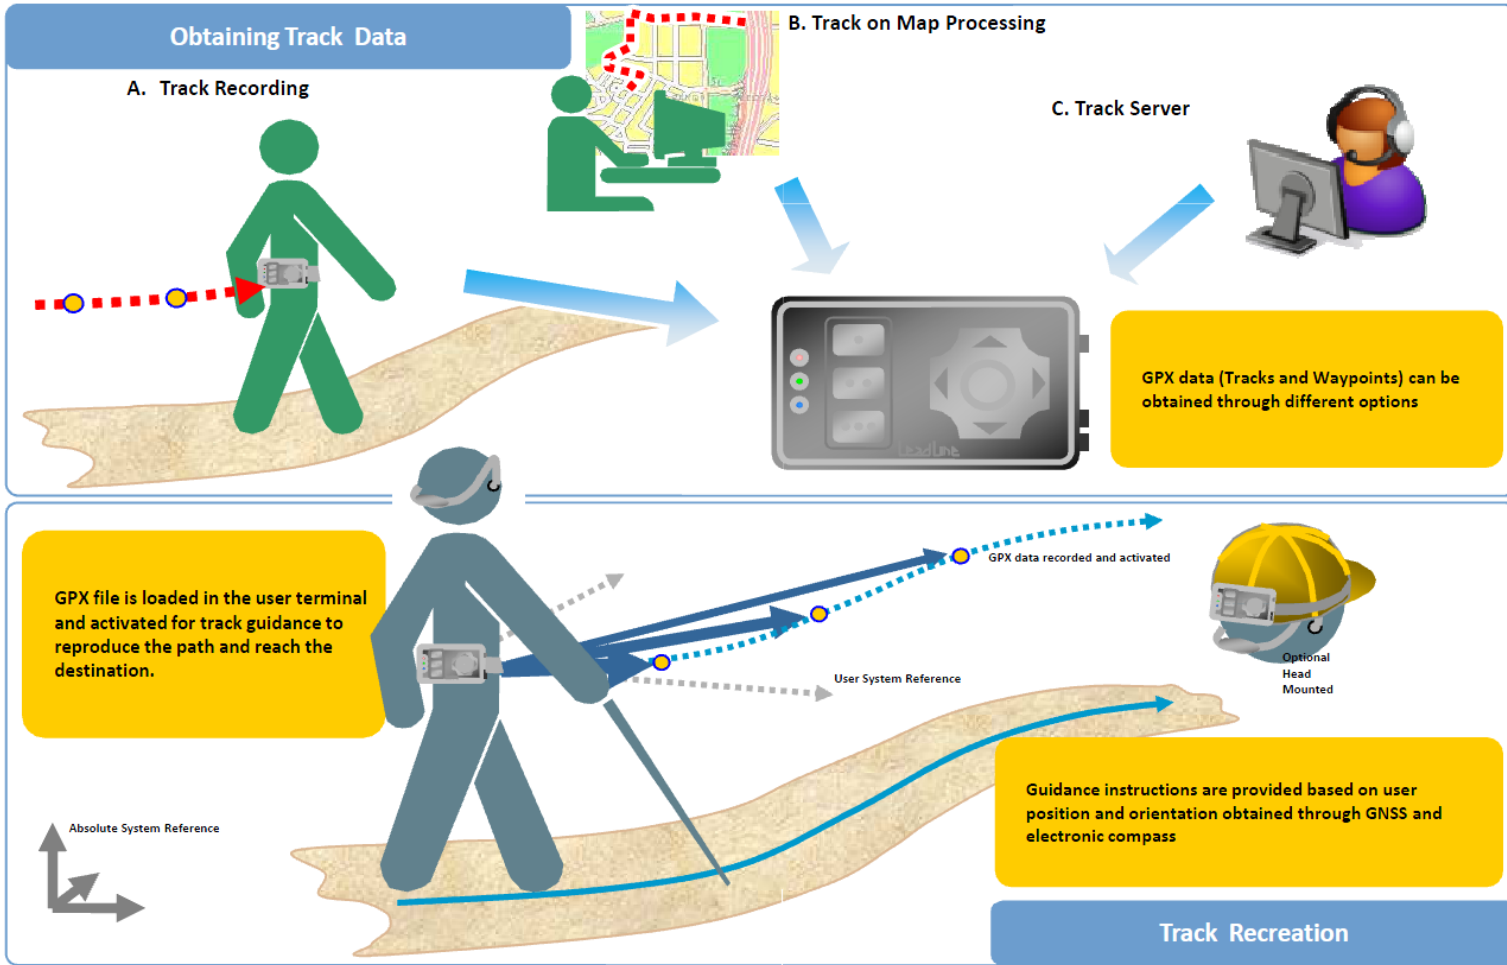 Obtaining Track Data
B. Track on Map Processing
A. Track Recording
C. Track Server
GPX data (Tracks and Waypoints) can be
obtained through different options
LeadLine
GPX file is loaded in the user terminal
and activated for track guidance to
reproduce the path and reach the
destination.
GPX data recorded and activated
User System Reference
Optional
Head
Mounted
Absolute System Reference
Guidance instructions are provided based on user
position and orientation obtained through GNSS and
electronic compass
Track Recreation